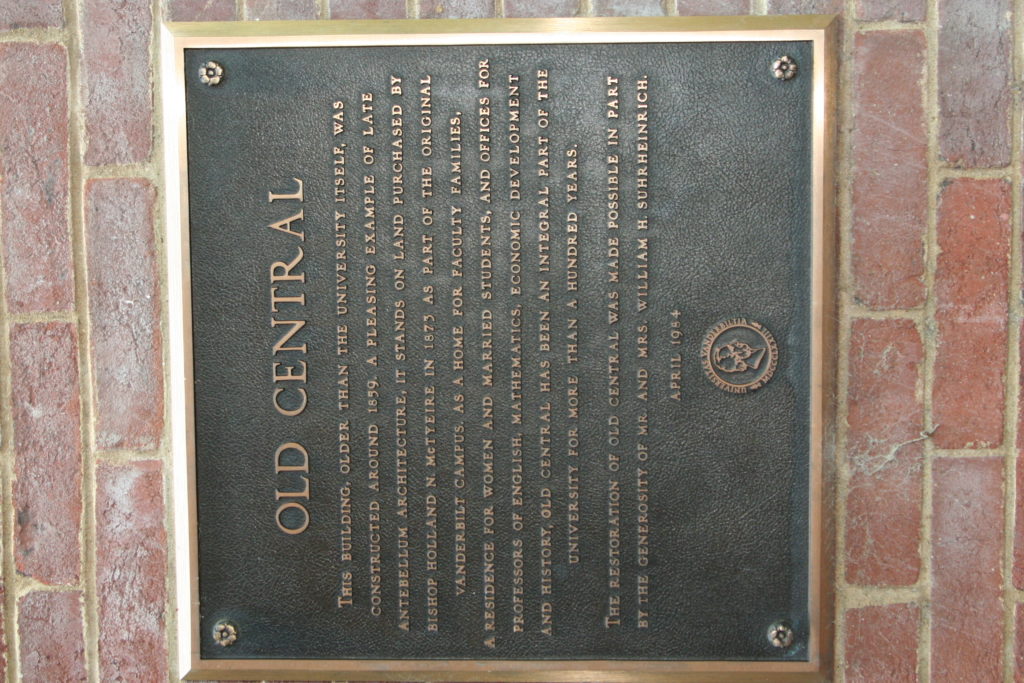 OLD CENTRAL
THIS BUILDING, OLDER THAN THE UNIVERSITY ITSELF, WAS
CONSTRUCTED AROUND 1859. A PLEASING EXAMPLE OF LATE
ANTEBELLUM ARCHITECTURE, IT STANDS ON LAND PURCHASED BY
BISHOP HOLLAND N. MCTYEIRE IN 1873 AS PART OF THE ORIGINAL
VANDERBILT CAMPUS. AS A HOME FOR FACULTY FAMILIES,
A RESIDENCE FOR WOMEN AND MARRIED STUDENTS, AND OFFICES FOR
PROFESSORS OF ENGLISH, MATHEMATICS, ECONOMIC DEVELOPMENT
AND HISTORY, OLD CENTRAL HAS BEEN AN INTEGRAL PART OF THE
UNIVERSITY FOR MORE THAN A HUNDRED YEARS.
THE RESTORATION OF OLD CENTRAL WAS MADE POSSIBLE IN PART
BY THE GENEROSITY OF MR. AND MRS. WILLIAM H. SUHRHEINRICH.
APRIL 1984